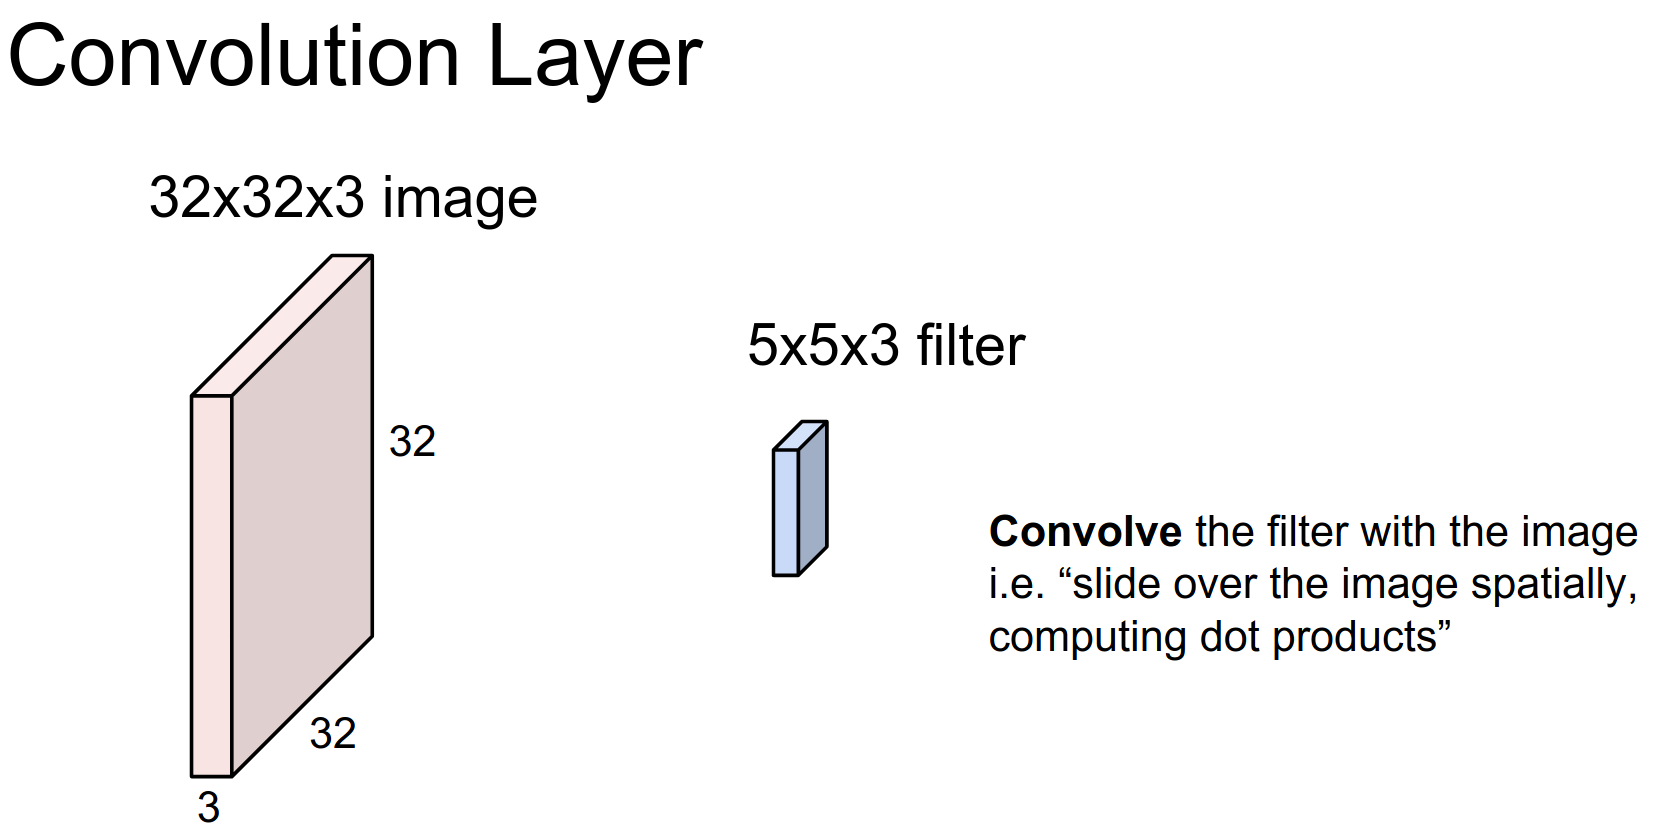 Convolution Layer
32x32x3 image
32
32
3
5x5x3 filter
Convolve the filter with the image
i.e. “slide over the image spatially,
computing dot products”